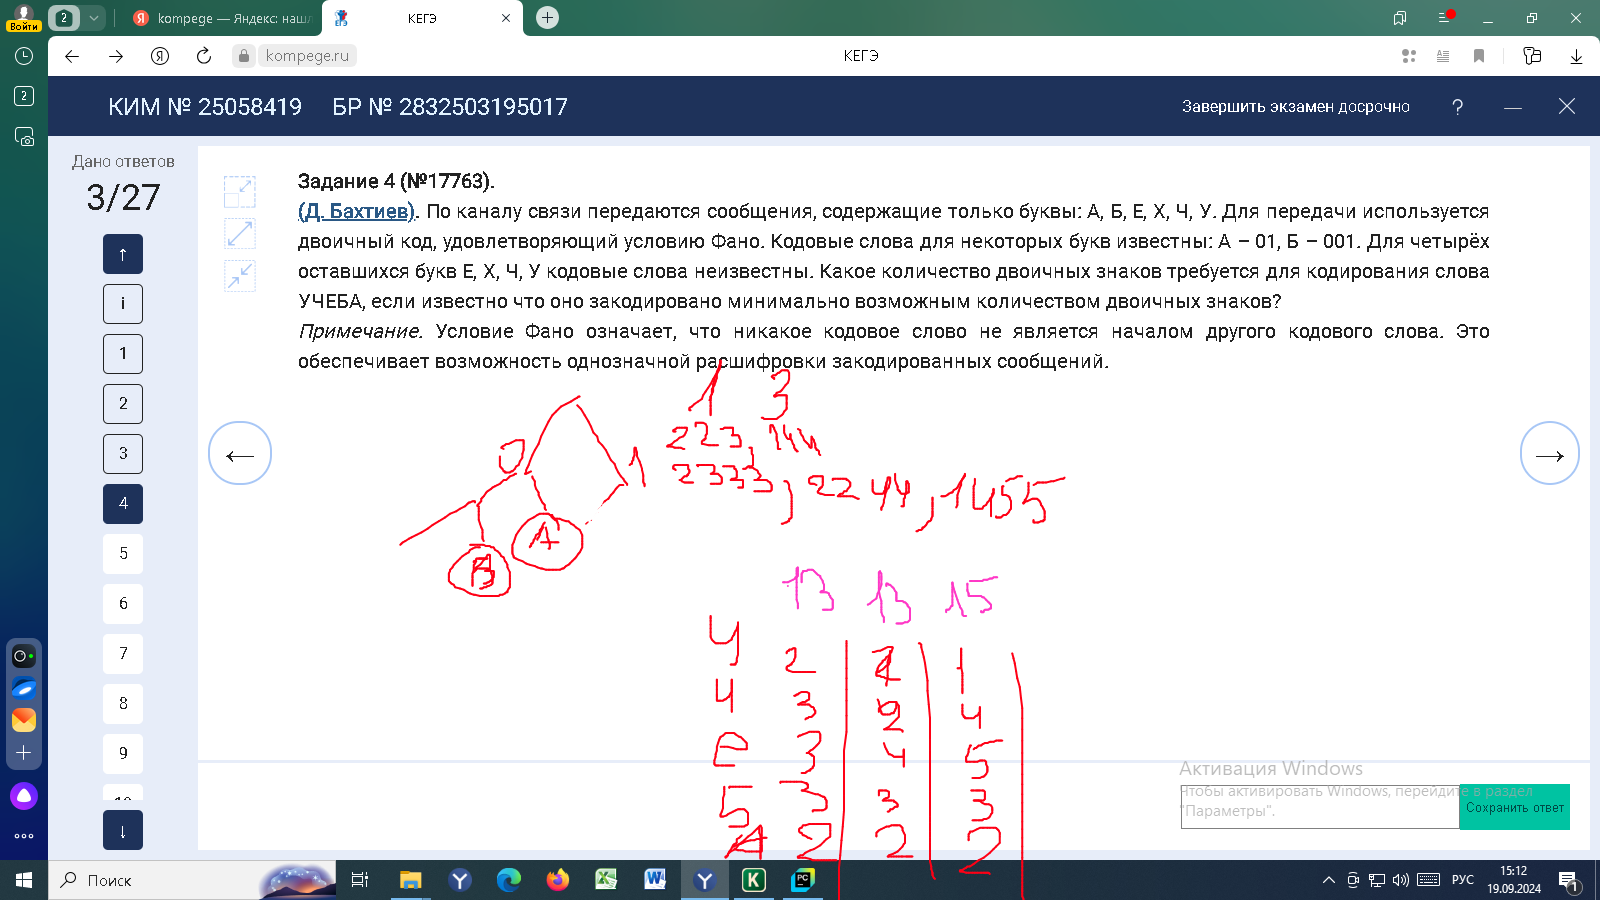 2
kompege — Яндекс: наш
КЕГЭ
Войти
kompege.ru
КЕГЭ
2
КИМ № 25058419 БР № 2832503195017
Завершить экзамен досрочно ?
Дано ответов
3/27
↑
i
1
2
3
4
5
6
7
8
9
↓
Задание 4 (№17763).
(Д. Бахтиев). По каналу связи передаются сообщения, содержащие только буквы: А, Б, Е, Х, Ч, У. Для передачи используется
двоичный код, удовлетворяющий условию Фано. Кодовые слова для некоторых букв известны: А – 01, Б – 001. Для четырёх
оставшихся букв Е, Х, Ч, У кодовые слова неизвестны. Какое количество двоичных знаков требуется для кодирования слова
УЧЕБА, если известно что оно закодировано минимально возможным количеством двоичных знаков?
Примечание. Условие Фано означает, что никакое кодовое слово не является началом другого кодового слова. Это
обеспечивает возможность однозначной расшифровки закодированных сообщений.
1 3
223, 144
2333, 2244, 1455
0 1
А
Б
13 13 15
У 2 2 1
Ч 3 2 4
Е 3 4 5
Б 3 3 3
А 2 2 2
Активация Windows
Чтобы активировать Windows, перейдите в раздел
"Параметры".
Сохранить ответ
Поиск
РУС
15:12
19.09.2024
1